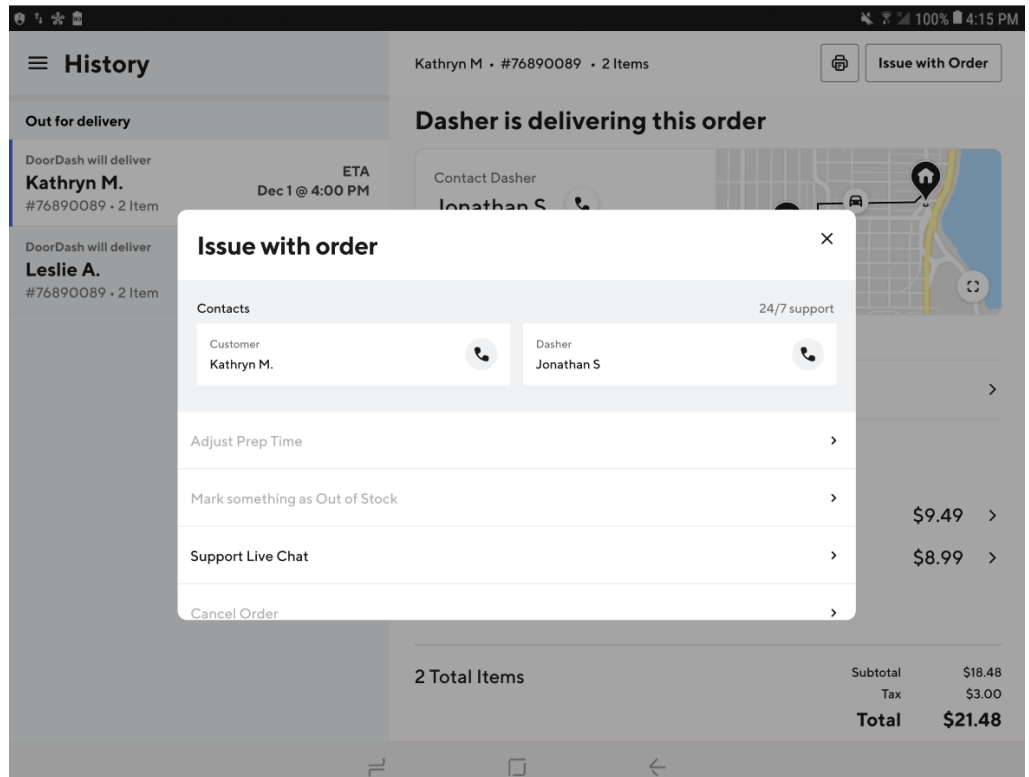 100% 4:15 PM
History
Kathryn M • #76890089 • 2 Items
Issue with Order
Out for delivery
Dasher is delivering this order
DoorDash will deliver
Kathryn M.
#76890089 • 2 Item
ETA
Dec 1 @ 4:00 PM
Contact Dasher
Jonathan S
DoorDash will deliver
Leslie A.
#76890089 • 2 Item
Issue with order
Contacts
24/7 support
Customer
Kathryn M.
Dasher
Jonathan S
Adjust Prep Time
Mark something as Out of Stock
Support Live Chat
Cancel Order
$9.49
$8.99
2 Total Items
Subtotal $18.48
Tax $3.00
Total $21.48